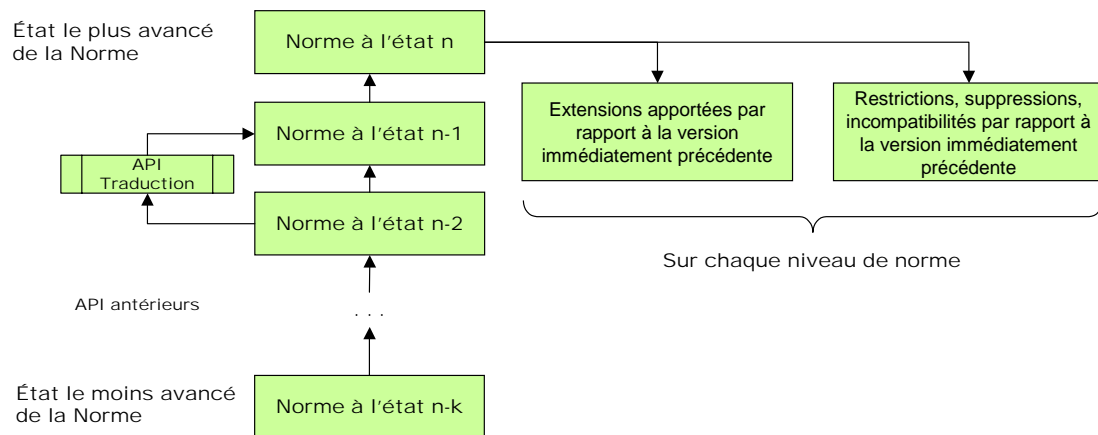 État le plus avancé
de la Norme
Norme à l'état n
Extensions apportées par
rapport à la version
immédiatement précédente
Restrictions, suppressions,
incompatibilités par rapport à
la version immédiatement
précédente
Norme à l'état n-1
API
Traduction
Norme à l'état n-2
Sur chaque niveau de norme
API antérieurs
. . .
État le moins avancé
de la Norme
Norme à l'état n-k